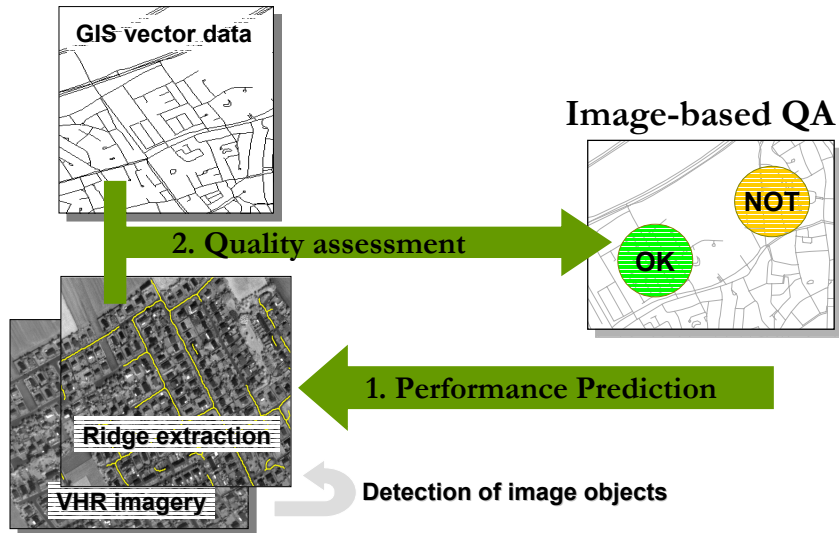 GIS vector data
Image-based QA
NOT
2. Quality assessment
OK
1. Performance Prediction
Ridge extraction
Detection of image objects
VHR imagery